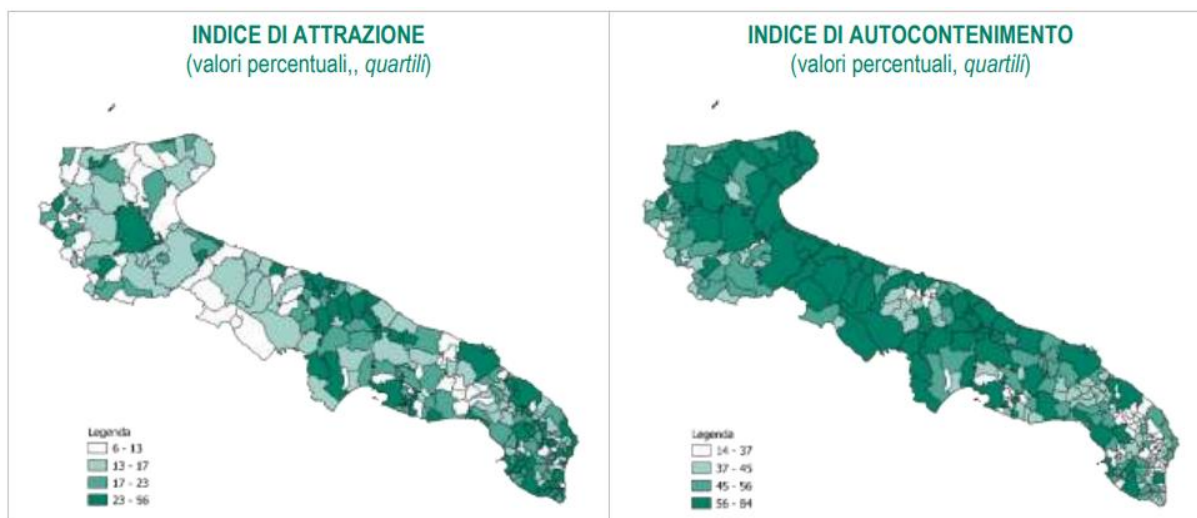 INDICE DI ATTRAZIONE
(valori percentuali,, quartili)
Legenda
6 - 13
13 - 17
17 - 23
23 - 56
INDICE DI AUTOCONTENIMENTO
(valori percentuali, quartili)
Legenda
14 - 37
37 - 45
45 - 56
56 - 84